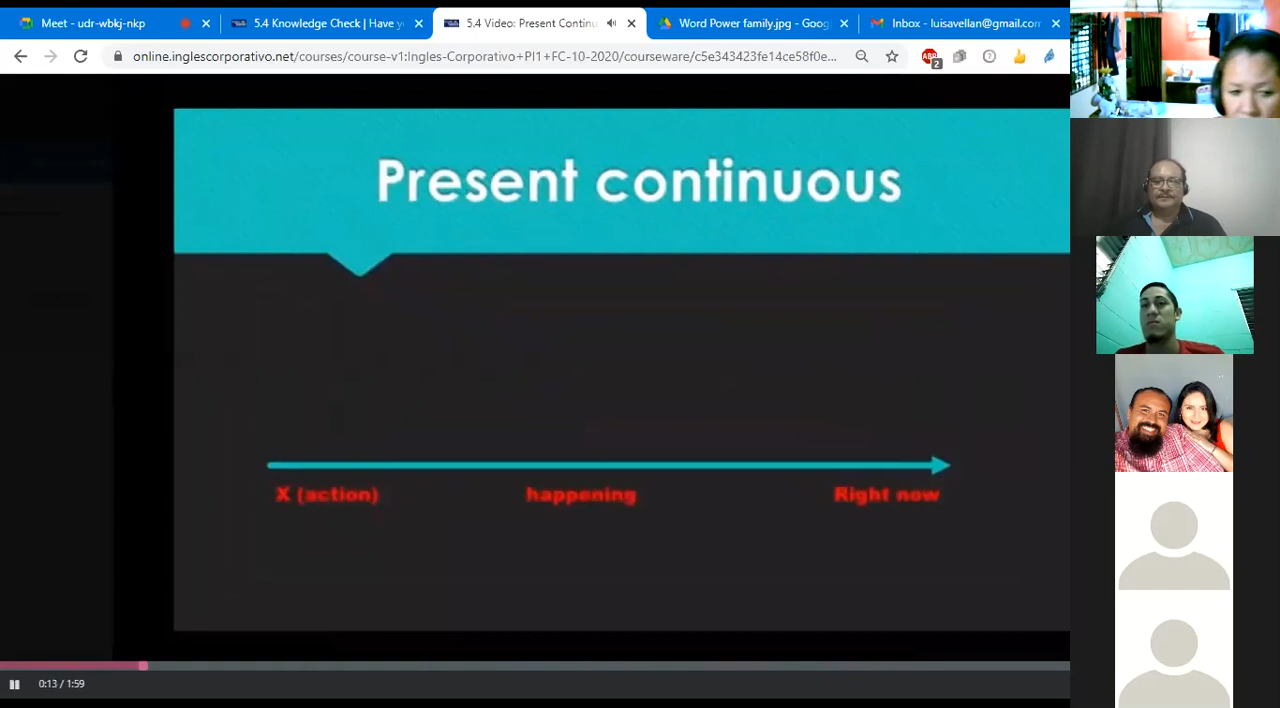 Meet - udr-wbkj-nkp
5.4 Knowledge Check | Have y
5.4 Video: Present Continu
Word Power family.jpg - Goog
Inbox - luisavellan@gmail.com
online.inglescorporativo.net/courses/course-v1:Ingles-Corporativo+PI1+FC-10-2020/courseware/c5e343423fe14ce58f0e...
ABP
2
Present continuous
X (action) happening Right now
0:13 / 1:59